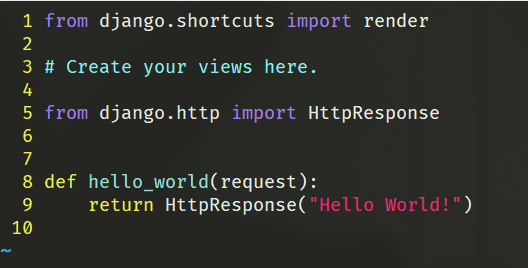 1 from django.shortcuts import render
2
3 # Create your views here.
4
5 from django.http import HttpResponse
6
7
8 def hello_world(request):
9     return HttpResponse("Hello World!")
10
~